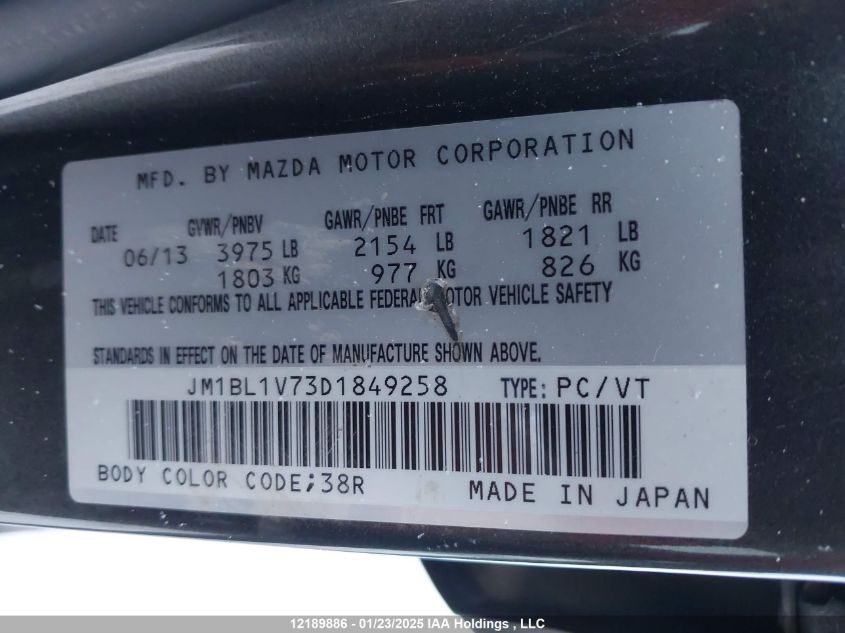 MFD. BY MAZDA MOTOR CORPORATION
DATE GVWR/PNBV GAWR/PNBE FRT GAWR/PNBE RR
06/13 3975 LB 2154 LB 1821 LB
1803 KG 977 KG 826 KG
THIS VEHICLE CONFORMS TO ALL APPLICABLE FEDERAL MOTOR VEHICLE SAFETY
STANDARDS IN EFFECT ON THE DATE OF MANUFACTURE SHOWN ABOVE.
JM1BL1V73D1849258 TYPE: PC/VT
BODY COLOR CODE;38R MADE IN JAPAN
12189886 - 01/23/2025 IAA Holdings , LLC